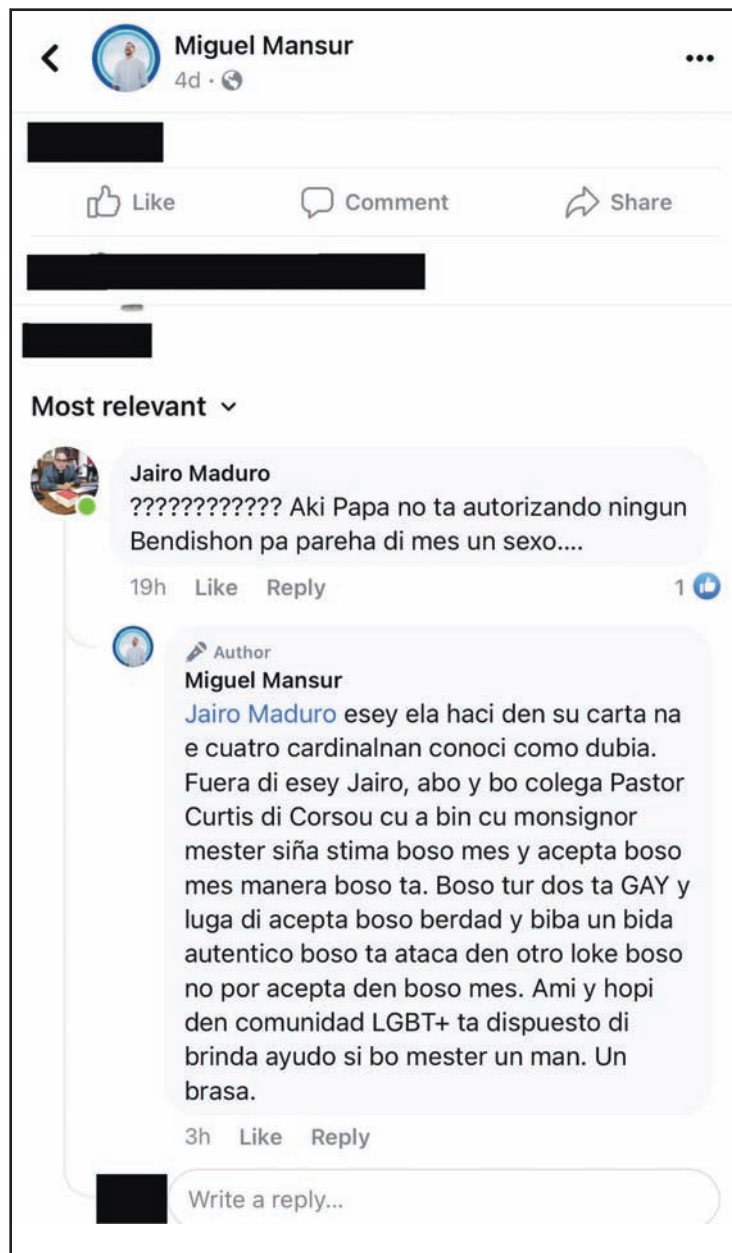 Miguel Mansur
4d
Like Comment Share
Most relevant
Jairo Maduro
???????????? Aki Papa no ta autorizando ningun
Bendishon pa pareha di mes un sexo....
19h Like Reply 1
Author
Miguel Mansur
Jairo Maduro esey ela haci den su carta na
e cuatro cardinalnan conoci como dubia.
Fuera di esey Jairo, abo y bo colega Pastor
Curtis di Corsou cu a bin cu monsignor
mester siña stima boso mes y acepta boso
mes manera boso ta. Boso tur dos ta GAY y
luga di acepta boso berdad y biba un bida
autentico boso ta ataca den otro loke boso
no por acepta den boso mes. Ami y hopi
den comunidad LGBT+ ta dispuesto di
brinda ayudo si bo mester un man. Un
brasa.
3h Like Reply
Write a reply...